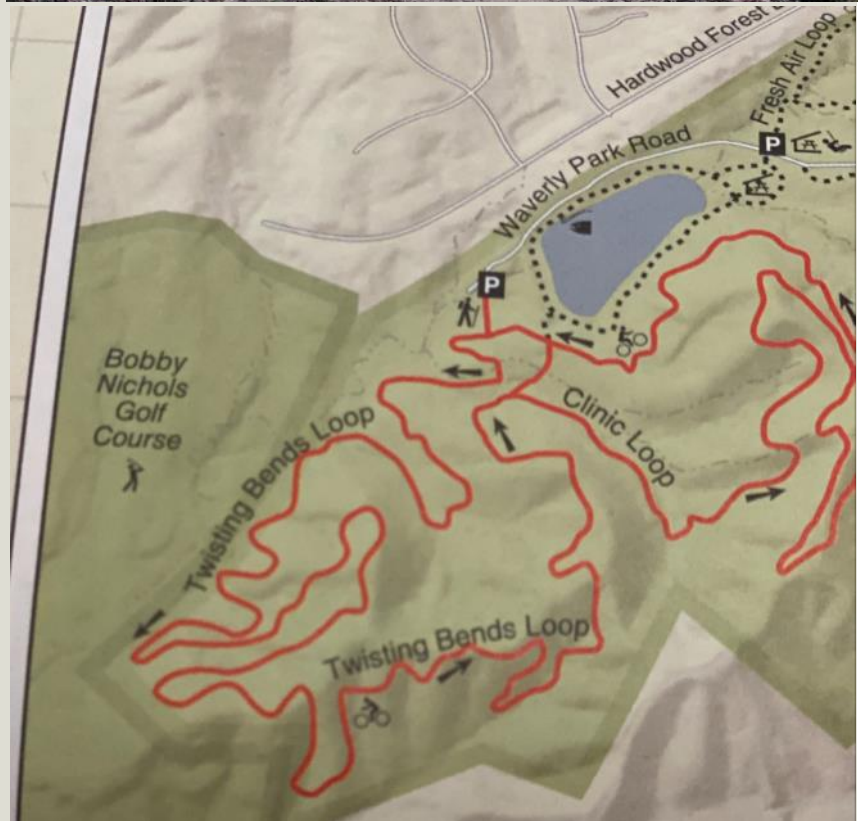 Hardwood Forest
Fresh Air Loop
Waverly Park Road
P
P
Bobby
Nichols
Golf
Course
Clinic Loop
Twisting Bends Loop
Twisting Bends Loop